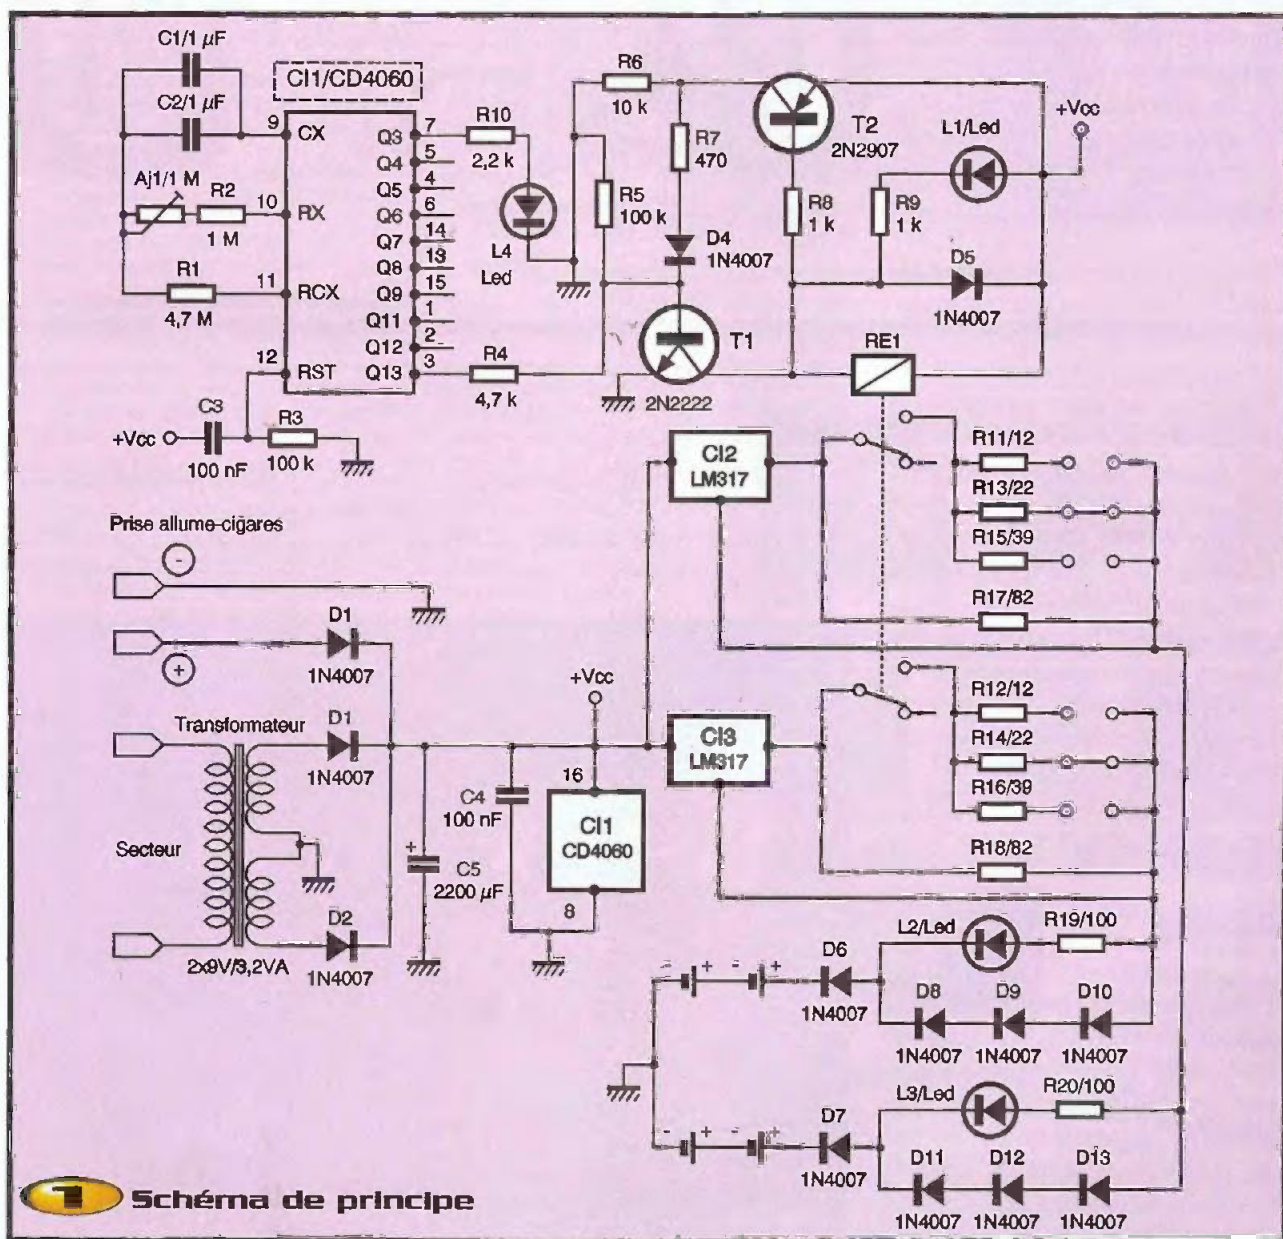 C1/1 µF
C2/1 µF
CI1/CD4060
9
CX
Aj1/1 M
R2
10
RX
1 M
R1
11
RCX
4,7 M
12
RST
C3
+Vcc
R3
100 nF
100 k
Q3
7
Q4
5
Q5
4
Q6
6
Q7
14
Q8
13
Q9
15
Q11
1
Q12
2
Q13
3
R10
2,2 k
L4
Led
R4
4,7 k
R6
10 k
R5
100 k
R7
470
D4
1N4007
T1
2N2222
T2
2N2907
R8
1 k
R9
1 k
L1/Led
+Vcc
D5
1N4007
RE1
CI2
LM317
R11/12
R13/22
R15/39
R17/82
Prise allume-cigares
-
+
D1
1N4007
Transformateur
D1
1N4007
Secteur
D2
1N4007
2x9V/3,2VA
+Vcc
16
CI1
CD4060
8
C4
100 nF
+
C5
2200 µF
CI3
LM317
R12/12
R14/22
R16/39
R18/82
L2/Led
R19/100
- + - +
D6
1N4007
D8
D9
D10
1N4007
1N4007
1N4007
L3/Led
R20/100
- + - +
D7
1N4007
D11
D12
D13
1N4007
1N4007
1N4007
1 Schéma de principe